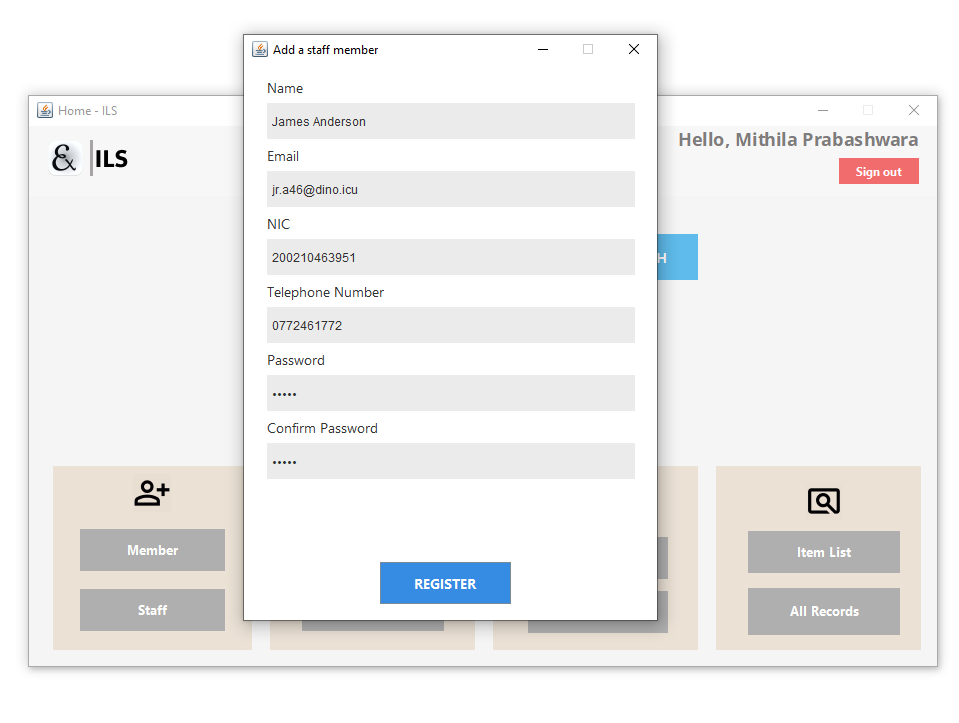 Add a staff member
Name
James Anderson
Email
jr.a46@dino.icu
NIC
200210463951
Telephone Number
0772461772
Password
•••••
Confirm Password
•••••
REGISTER
Home - ILS
ILS
Hello, Mithila Prabashwara
Sign out
H
Member
Staff
Item List
All Records